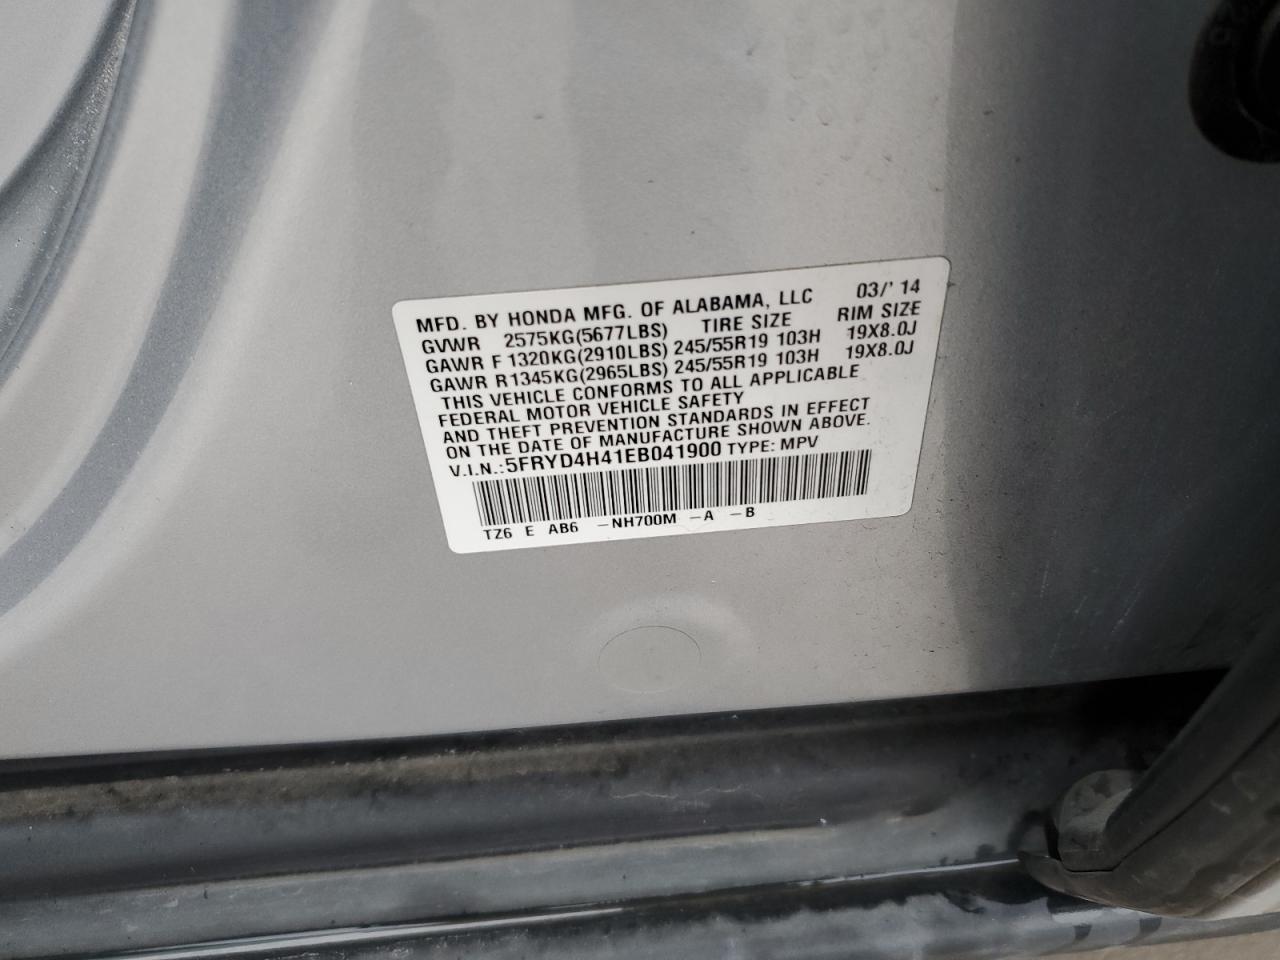 MFD. BY HONDA MFG. OF ALABAMA, LLC 03/' 14
GVWR 2575KG(5677LBS) TIRE SIZE RIM SIZE
GAWR F 1320KG(2910LBS) 245/55R19 103H 19X8.0J
GAWR R 1345KG(2965LBS) 245/55R19 103H 19X8.0J
THIS VEHICLE CONFORMS TO ALL APPLICABLE
FEDERAL MOTOR VEHICLE SAFETY
AND THEFT PREVENTION STANDARDS IN EFFECT
ON THE DATE OF MANUFACTURE SHOWN ABOVE.
V.I.N.:5FRYD4H41EB041900 TYPE: MPV
TZ6 E AB6 -NH700M -A -B